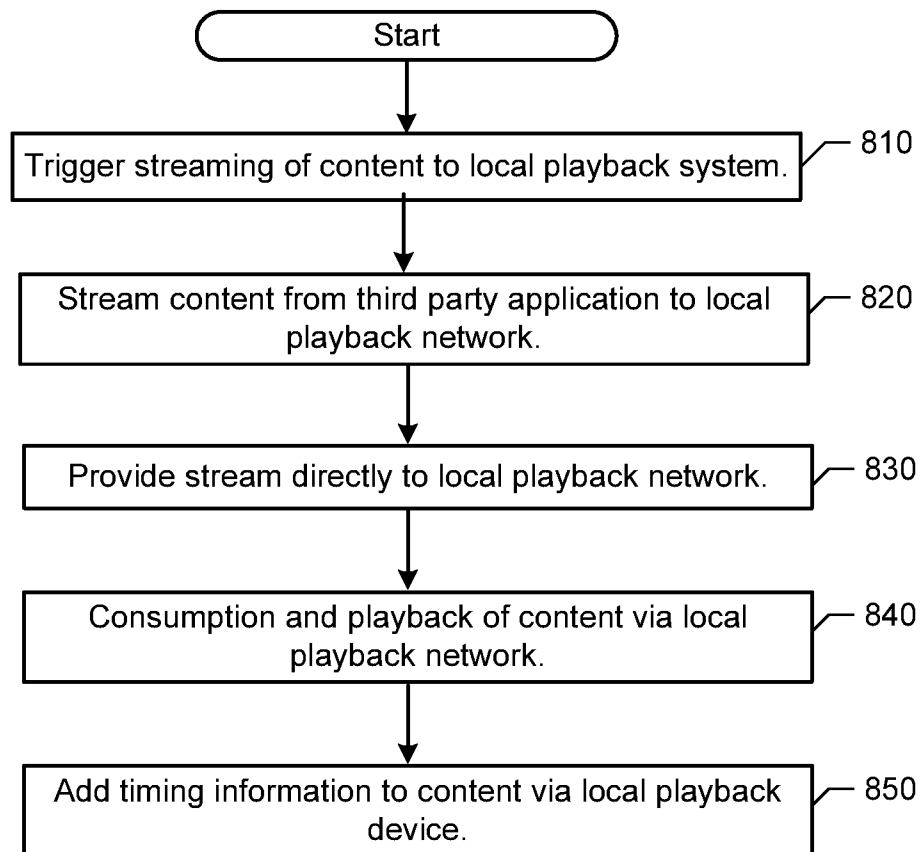 Start
Trigger streaming of content to local playback system.
810
Stream content from third party application to local
playback network.
820
Provide stream directly to local playback network.
830
Consumption and playback of content via local
playback network.
840
Add timing information to content via local playback
device.
850